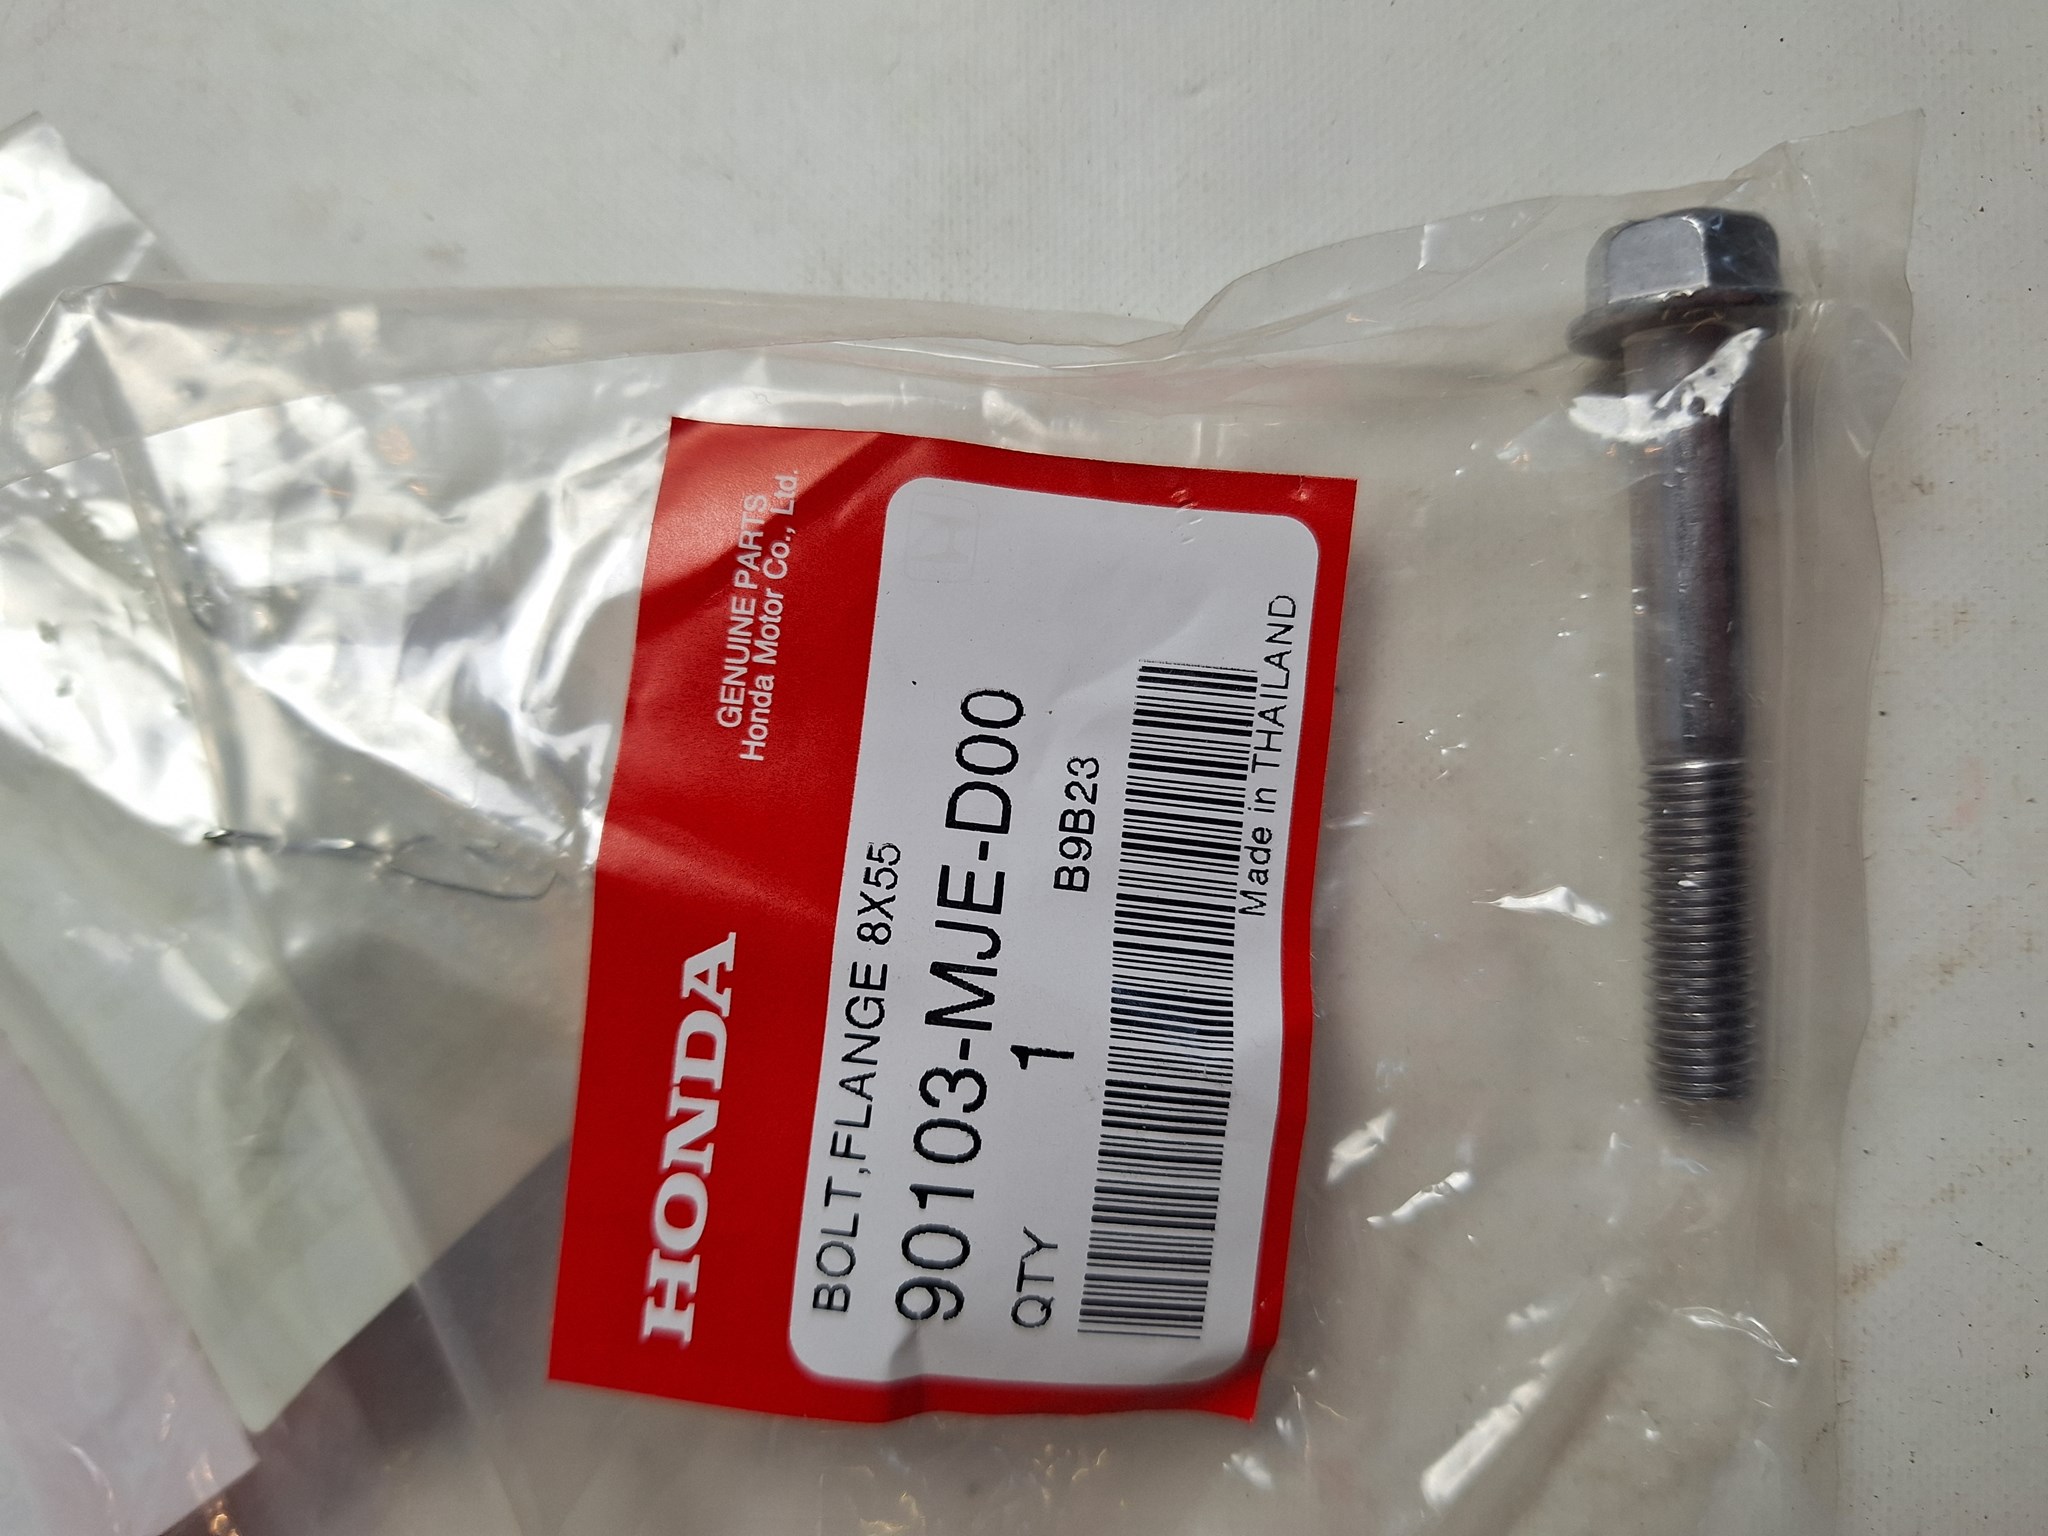 HONDA
GENUINE PARTS
Honda Motor Co., Ltd.
BOLT,FLANGE 8X55
90103-MJE-D00
QTY 1 B9B23
Made in THAILAND